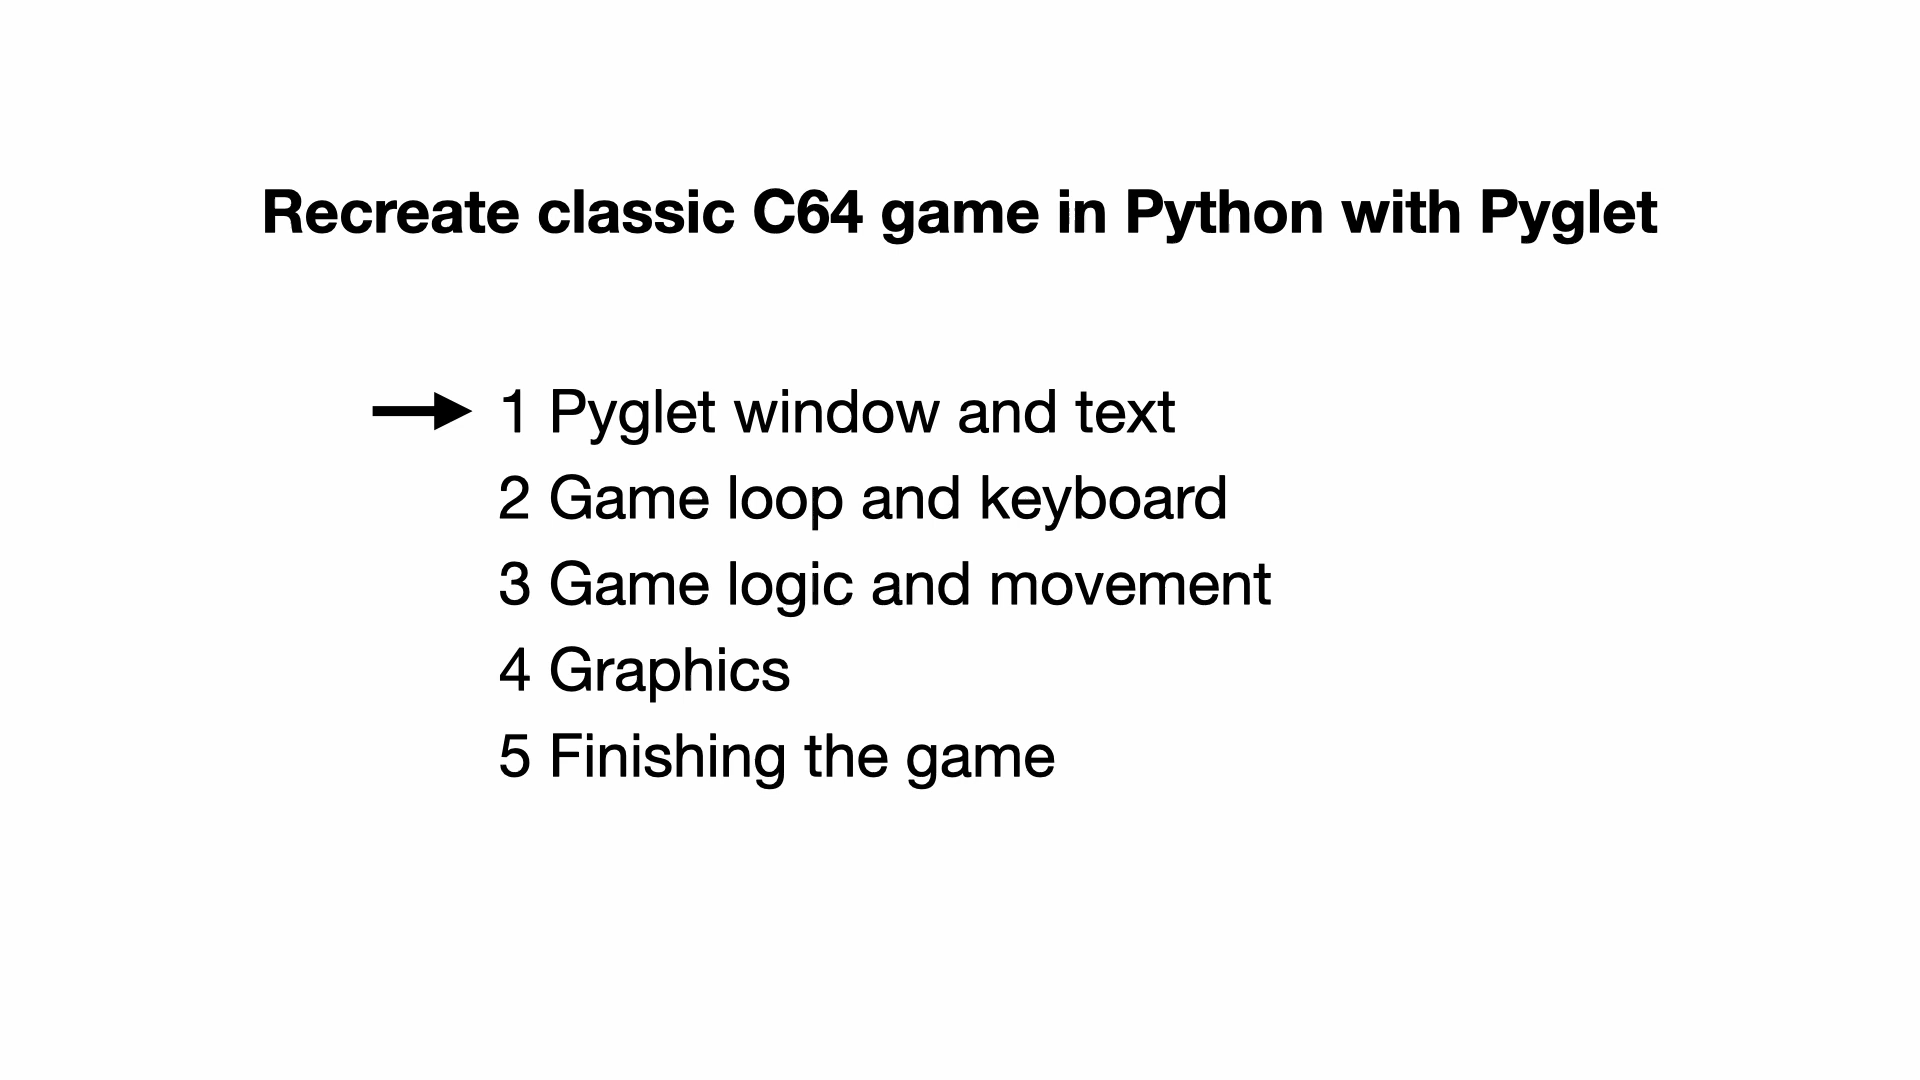 Recreate classic C64 game in Python with Pyglet
1 Pyglet window and text
2 Game loop and keyboard
3 Game logic and movement
4 Graphics
5 Finishing the game